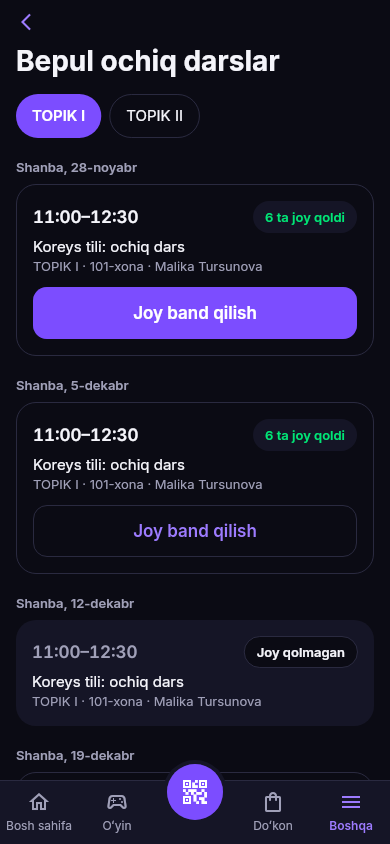 Bepul ochiq darslar
TOPIK I
TOPIK II
Shanba, 28-noyabr
11:00–12:30
6 ta joy qoldi
Koreys tili: ochiq dars
TOPIK I · 101-xona · Malika Tursunova
Joy band qilish
Shanba, 5-dekabr
11:00–12:30
6 ta joy qoldi
Koreys tili: ochiq dars
TOPIK I · 101-xona · Malika Tursunova
Joy band qilish
Shanba, 12-dekabr
11:00–12:30
Joy qolmagan
Koreys tili: ochiq dars
TOPIK I · 101-xona · Malika Tursunova
Shanba, 19-dekabr
Bosh sahifa
Oʻyin
Doʻkon
Boshqa